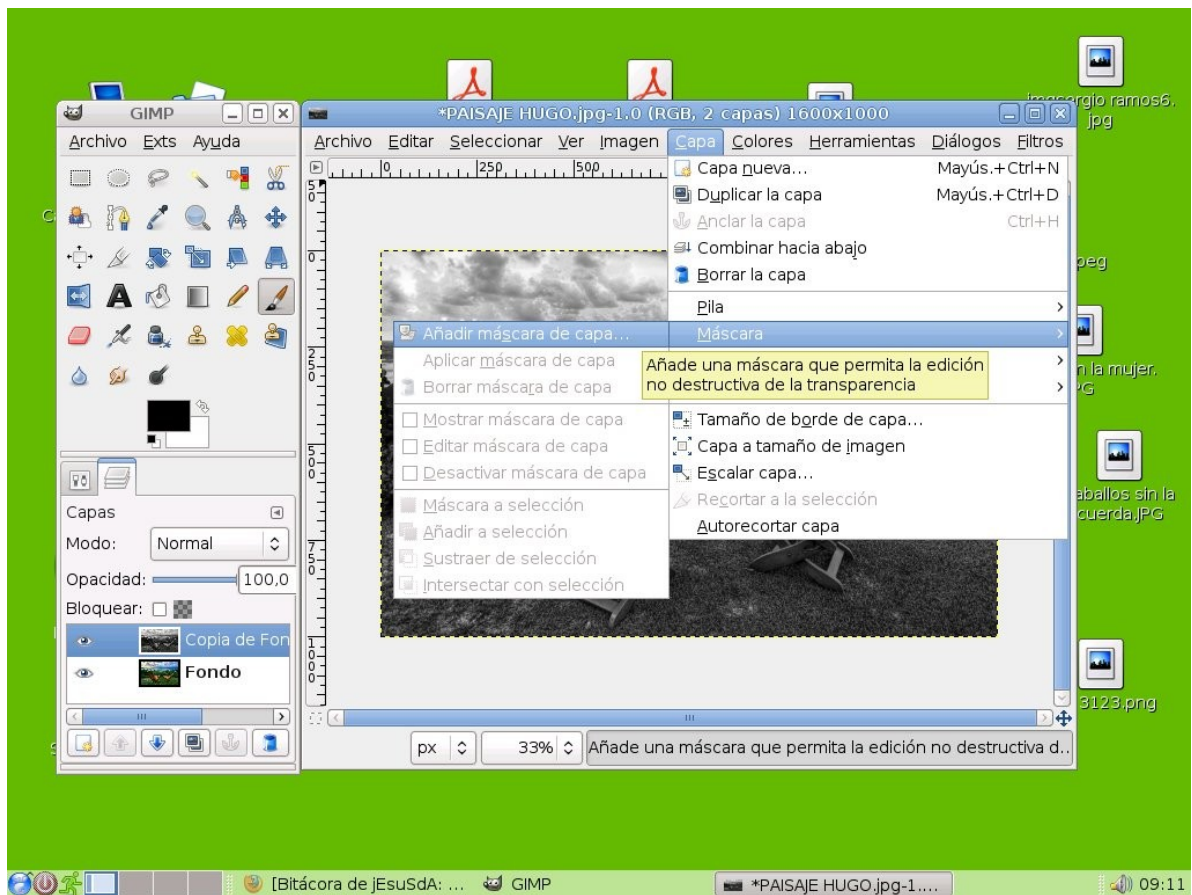 imagsergio ramos6.
jpg
GIMP
Archivo Exts Ayuda
Capas
Modo: Normal
Opacidad: 100,0
Bloquear:
Copia de Fon
Fondo
*PAISAJE HUGO.jpg-1.0 (RGB, 2 capas) 1600x1000
Archivo Editar Seleccionar Ver Imagen Capa Colores Herramientas Diálogos Filtros
0 250 500
Capa nueva... Mayús.+Ctrl+N
Duplicar la capa Mayús.+Ctrl+D
Anclar la capa Ctrl+H
Combinar hacia abajo
Borrar la capa
Pila
Máscara
Tamaño de borde de capa...
Capa a tamaño de imagen
Escalar capa...
Recortar a la selección
Autorecortar capa
Añadir máscara de capa...
Aplicar máscara de capa
Borrar máscara de capa
Mostrar máscara de capa
Editar máscara de capa
Desactivar máscara de capa
Máscara a selección
Añadir a selección
Sustraer de selección
Intersectar con selección
Añade una máscara que permita la edición
no destructiva de la transparencia
px 33% Añade una máscara que permita la edición no destructiva d..
peg
n la mujer.
PG
aballos sin la
cuerda.JPG
3123.png
[Bitácora de jEsuSdA: ... GIMP *PAISAJE HUGO.jpg-1.... 09:11